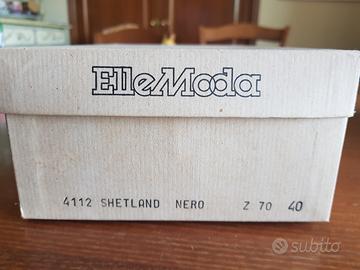 ElleModa
4112 SHETLAND NERO Z 70 40
subito